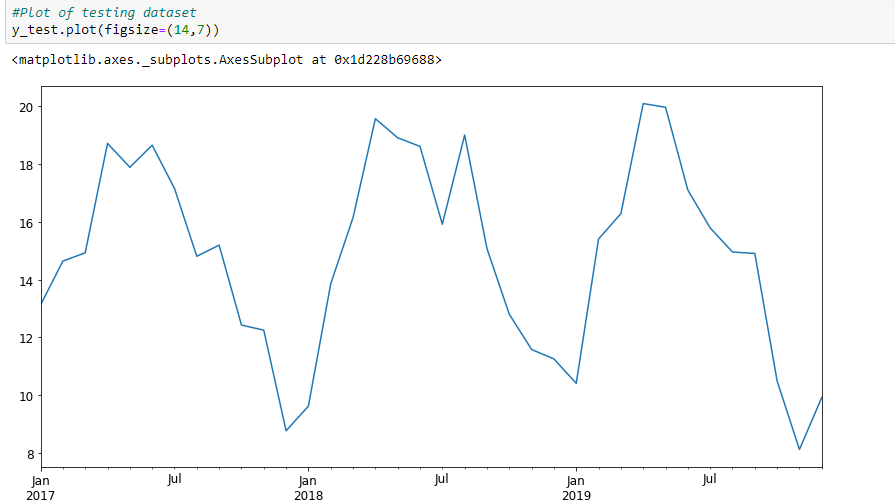 #Plot of testing dataset
y_test.plot(figsize=(14,7))
<matplotlib.axes._subplots.AxesSubplot at 0x1d228b69688>
20
18
16
14
12
10
8
Jan Jul Jan Jul Jan Jul
2017 2018 2019